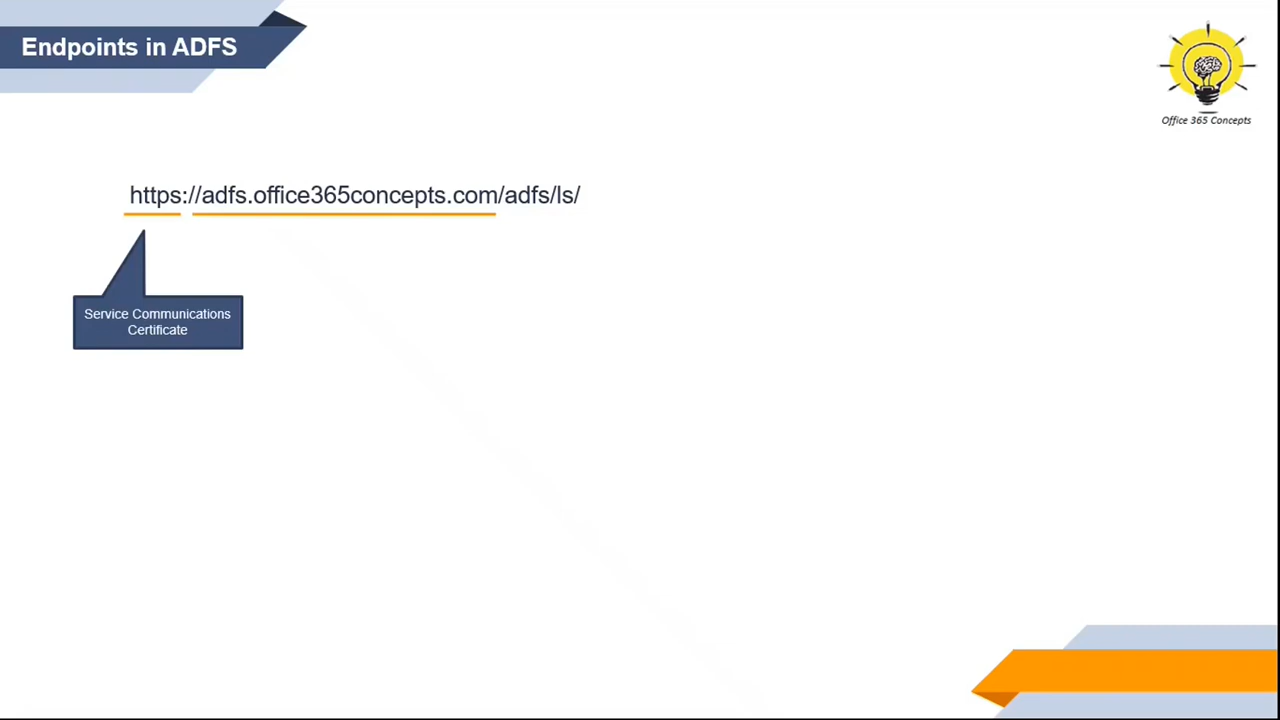 Endpoints in ADFS
Office 365 Concepts
https://adfs.office365concepts.com/adfs/ls/
Service Communications
Certificate